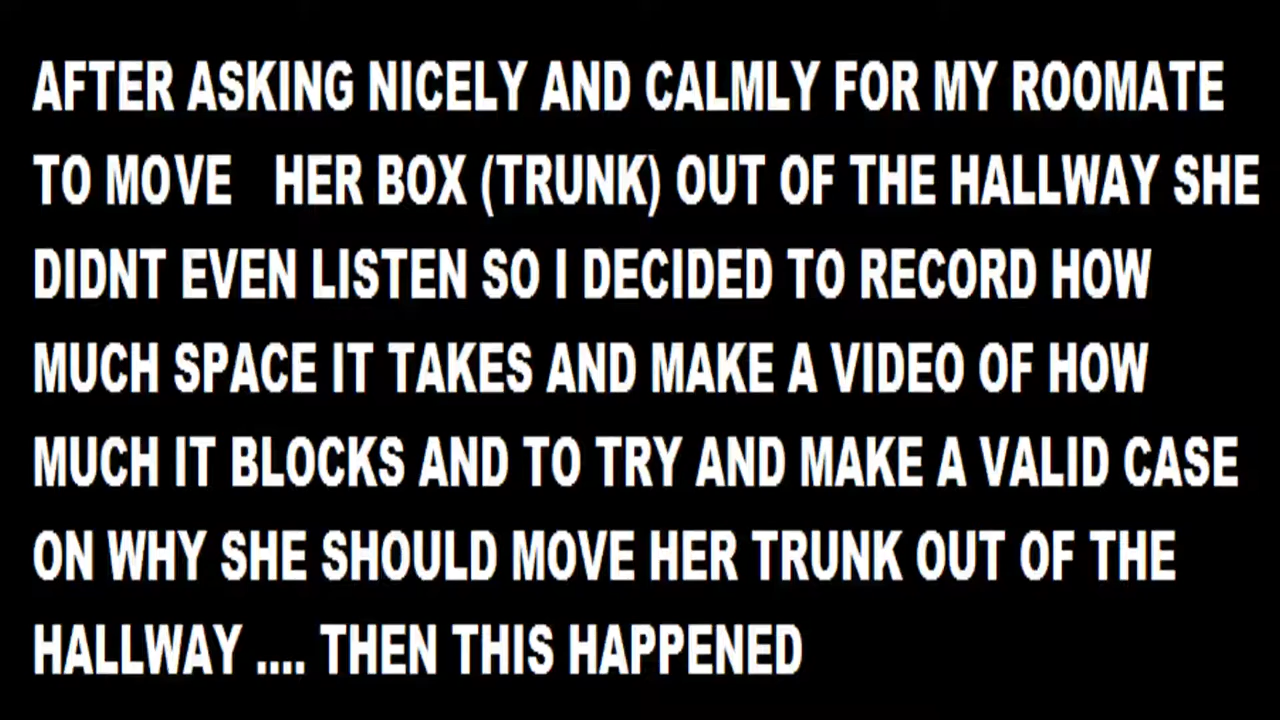 AFTER ASKING NICELY AND CALMLY FOR MY ROOMATE
TO MOVE   HER BOX (TRUNK) OUT OF THE HALLWAY SHE
DIDNT EVEN LISTEN SO I DECIDED TO RECORD HOW
MUCH SPACE IT TAKES AND MAKE A VIDEO OF HOW
MUCH IT BLOCKS AND TO TRY AND MAKE A VALID CASE
ON WHY SHE SHOULD MOVE HER TRUNK OUT OF THE
HALLWAY .... THEN THIS HAPPENED